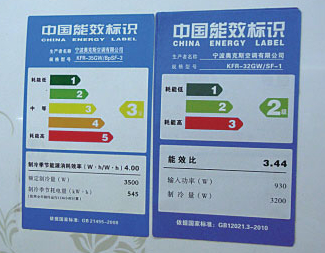 中国能效标识
CHINA ENERGY LABEL
生产者名称 宁波奥克斯空调有限公司
规格型号 KFR-35GW/BpSF-3
耗能低
1
2
中等
3
3级
4
耗能高
5
制冷季节能源消耗效率（W·h/W·h）4.00
额定制冷量（W） 3500
制冷季节耗电量（kW·h） 545
依据国家标准：GB 21455-2008
中国能效标识
CHINA ENERGY LABEL
生产者名称 宁波奥克斯空调有限公司
规格型号 KFR-32GW/SF-1
耗能低
1
2
2级
耗能高
3
能效比 3.44
输入功率（W） 930
制冷量（W） 3200
依据国家标准：GB12021.3-2010